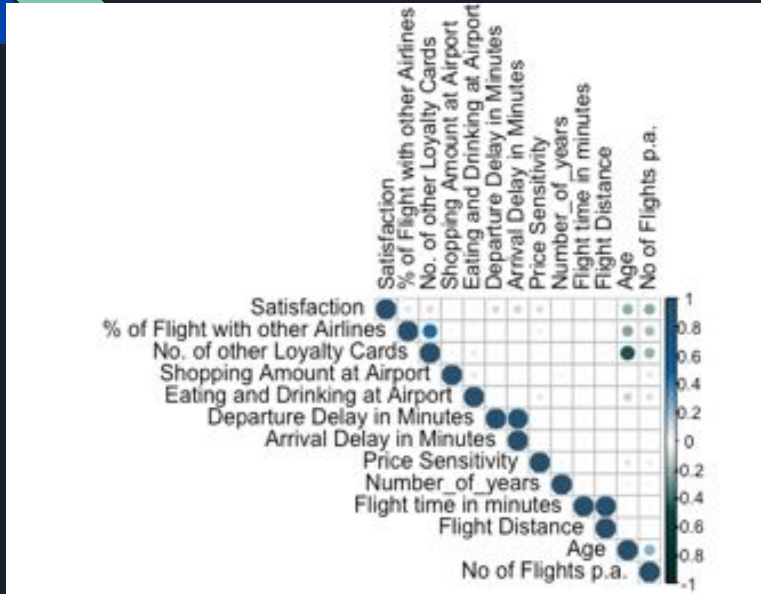 Satisfaction
% of Flight with other Airlines
No. of other Loyalty Cards
Shopping Amount at Airport
Eating and Drinking at Airport
Departure Delay in Minutes
Arrival Delay in Minutes
Price Sensitivity
Number_of_years
Flight time in minutes
Flight Distance
Age
No of Flights p.a.
Satisfaction
% of Flight with other Airlines
No. of other Loyalty Cards
Shopping Amount at Airport
Eating and Drinking at Airport
Departure Delay in Minutes
Arrival Delay in Minutes
Price Sensitivity
Number_of_years
Flight time in minutes
Flight Distance
Age
No of Flights p.a.
1
0.8
0.6
0.4
0.2
0
-0.2
-0.4
-0.6
-0.8
-1